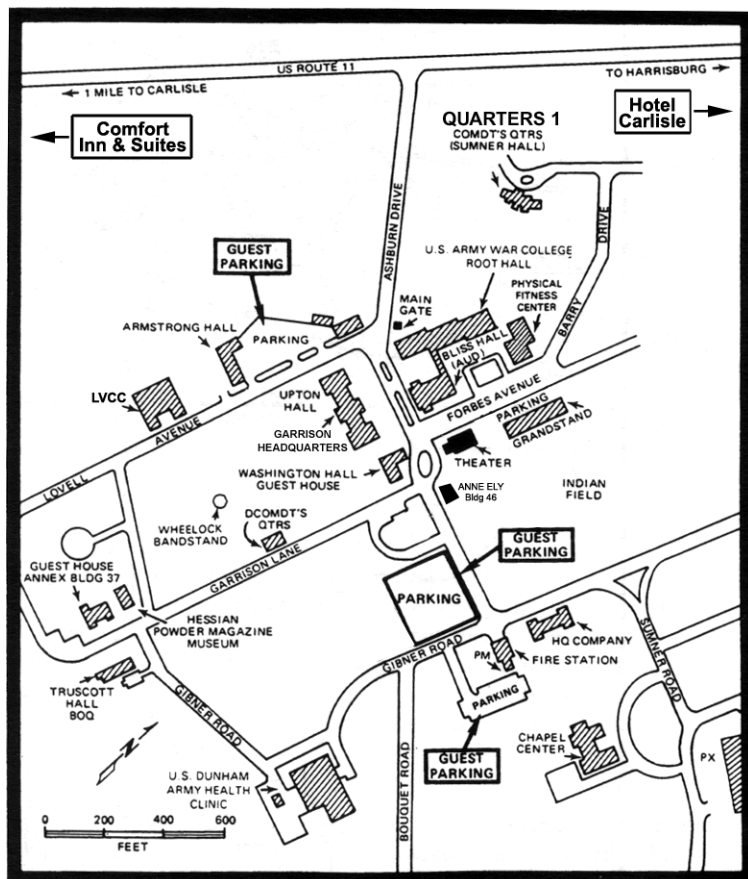 US ROUTE 11
1 MILE TO CARLISLE
TO HARRISBURG
Comfort
Inn & Suites
QUARTERS 1
COMDT'S QTRS
(SUMNER HALL)
Hotel
Carlisle
ASHBURN DRIVE
DRIVE
BARRY
GUEST
PARKING
U.S. ARMY WAR COLLEGE
ROOT HALL
PHYSICAL
FITNESS
CENTER
MAIN
GATE
ARMSTRONG HALL
PARKING
BLISS HALL
(AUD)
LVCC
UPTON
HALL
GARRISON
HEADQUARTERS
FORBES AVENUE
PARKING
GRANDSTAND
LOVELL
AVENUE
WASHINGTON HALL
GUEST HOUSE
THEATER
ANNE ELY
Bldg 46
INDIAN
FIELD
WHEELOCK
BANDSTAND
DCOMDT'S
QTRS
GUEST
PARKING
GUEST HOUSE
ANNEX BLDG 37
GARRISON LANE
PARKING
HESSIAN
POWDER MAGAZINE
MUSEUM
GIBNER ROAD
HQ COMPANY
FIRE STATION
PM
SUMNER ROAD
TRUSCOTT
HALL
BOQ
GIBNER ROAD
PARKING
N
GUEST
PARKING
CHAPEL
CENTER
PX
U.S. DUNHAM
ARMY HEALTH
CLINIC
BOUQUET ROAD
0 200 400 600
FEET